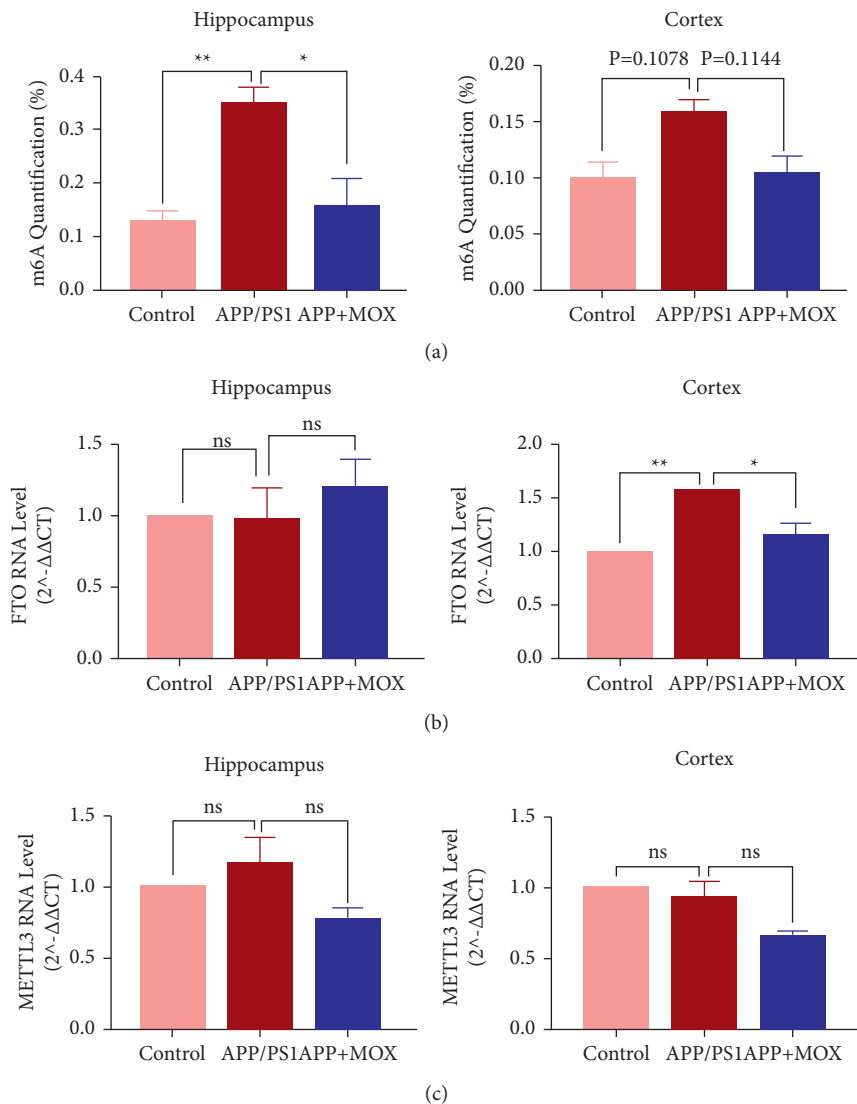 Hippocampus
Cortex
m6A Quantification (%)
0.4
0.3
0.2
0.1
0.0
**
*
Control APP/PS1 APP+MOX
m6A Quantification (%)
0.20
0.15
0.10
0.05
0.00
P=0.1078 P=0.1144
Control APP/PS1 APP+MOX
(a)
Hippocampus
Cortex
FTO RNA Level
(2^-ΔΔCT)
1.5
1.0
0.5
0.0
ns
ns
Control APP/PS1APP+MOX
FTO RNA Level
(2^-ΔΔCT)
2.0
1.5
1.0
0.5
0.0
**
*
Control APP/PS1APP+MOX
(b)
Hippocampus
Cortex
METTL3 RNA Level
(2^-ΔΔCT)
1.5
1.0
0.5
0.0
ns
ns
Control APP/PS1APP+MOX
METTL3 RNA Level
(2^-ΔΔCT)
1.5
1.0
0.5
0.0
ns
ns
Control APP/PS1APP+MOX
(c)